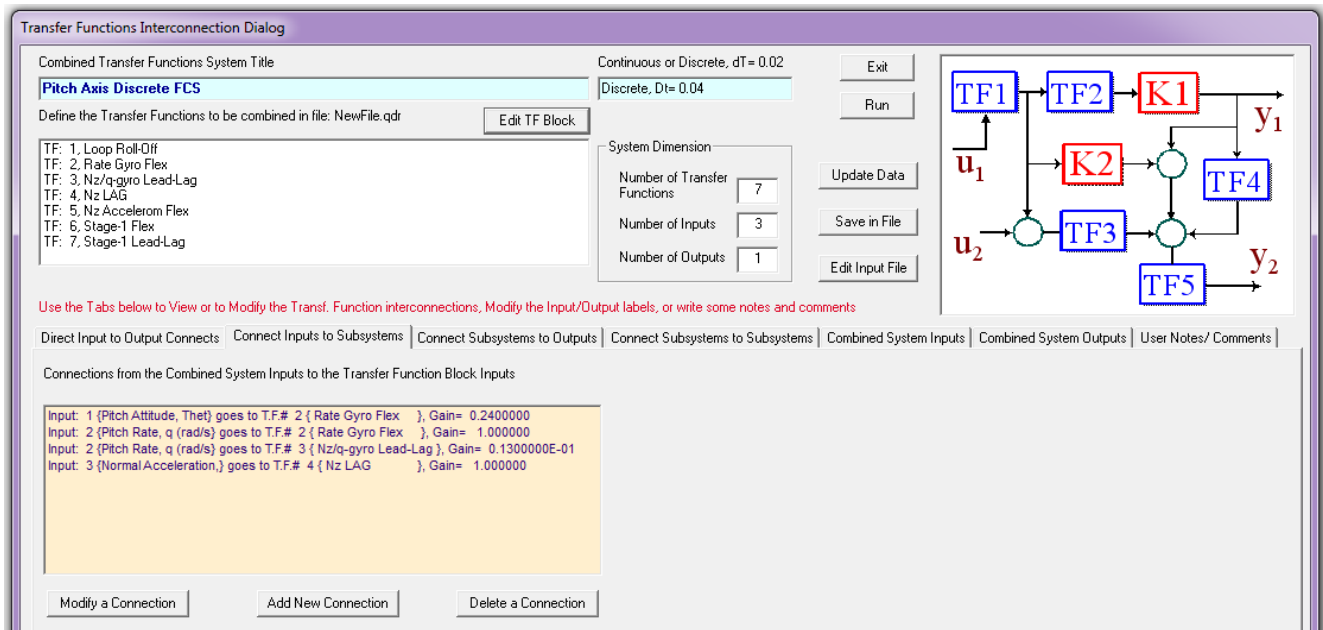 Transfer Functions Interconnection Dialog
Combined Transfer Functions System Title
Continuous or Discrete, dT= 0.02
Exit
Pitch Axis Discrete FCS
Discrete, Dt= 0.04
Run
Define the Transfer Functions to be combined in file: NewFile.qdr
Edit TF Block
TF: 1, Loop Roll-Off
TF: 2, Rate Gyro Flex
TF: 3, Nz/q-gyro Lead-Lag
TF: 4, Nz LAG
TF: 5, Nz Accelerom Flex
TF: 6, Stage-1 Flex
TF: 7, Stage-1 Lead-Lag
System Dimension
Number of Transfer
Functions
7
Number of Inputs
3
Number of Outputs
1
Update Data
Save in File
Edit Input File
TF1
TF2
K1
y1
u1
K2
TF4
u2
TF3
y2
TF5
Use the Tabs below to View or to Modify the Transf. Function interconnections, Modify the Input/Output labels, or write some notes and comments
Direct Input to Output Connects
Connect Inputs to Subsystems
Connect Subsystems to Outputs
Connect Subsystems to Subsystems
Combined System Inputs
Combined System Outputs
User Notes/ Comments
Connections from the Combined System Inputs to the Transfer Function Block Inputs
Input: 1 {Pitch Attitude, Thet} goes to T.F.# 2 { Rate Gyro Flex }, Gain= 0.2400000
Input: 2 {Pitch Rate, q (rad/s} goes to T.F.# 2 { Rate Gyro Flex }, Gain= 1.000000
Input: 2 {Pitch Rate, q (rad/s} goes to T.F.# 3 { Nz/q-gyro Lead-Lag }, Gain= 0.1300000E-01
Input: 3 {Normal Acceleration,} goes to T.F.# 4 { Nz LAG }, Gain= 1.000000
Modify a Connection
Add New Connection
Delete a Connection